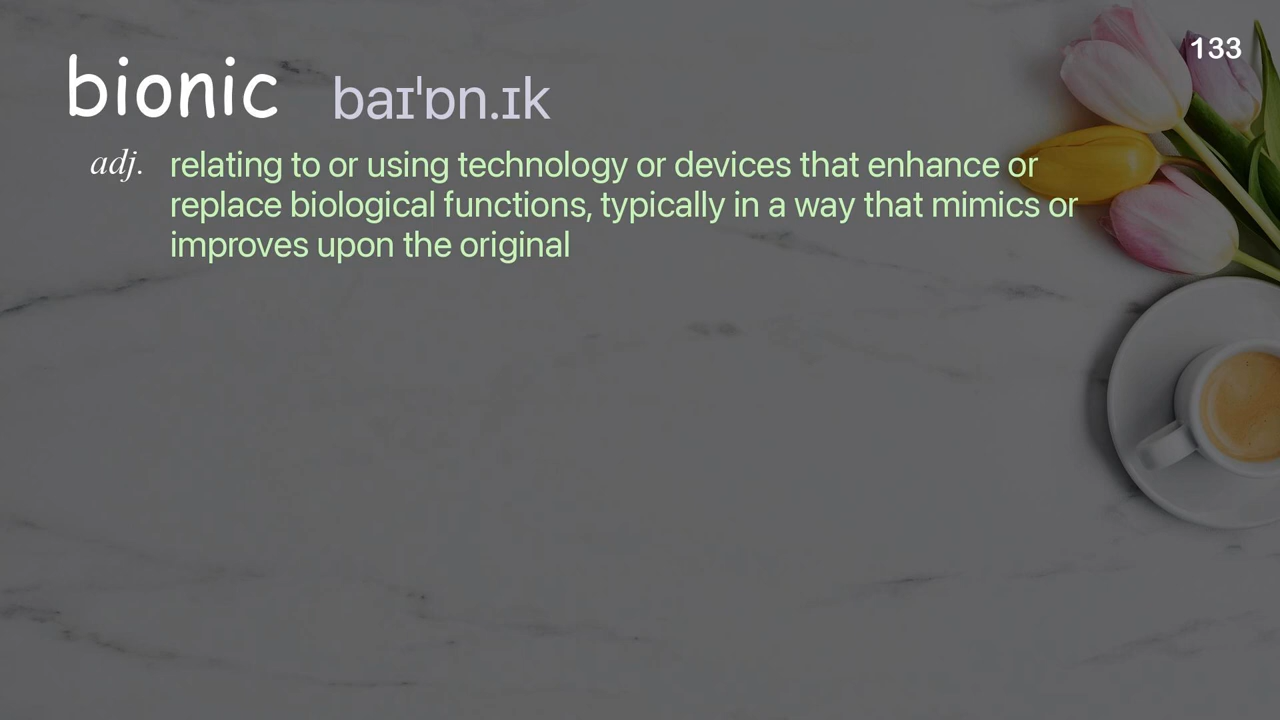 133
bionic baɪˈɒn.ɪk
adj. relating to or using technology or devices that enhance or
replace biological functions, typically in a way that mimics or
improves upon the original